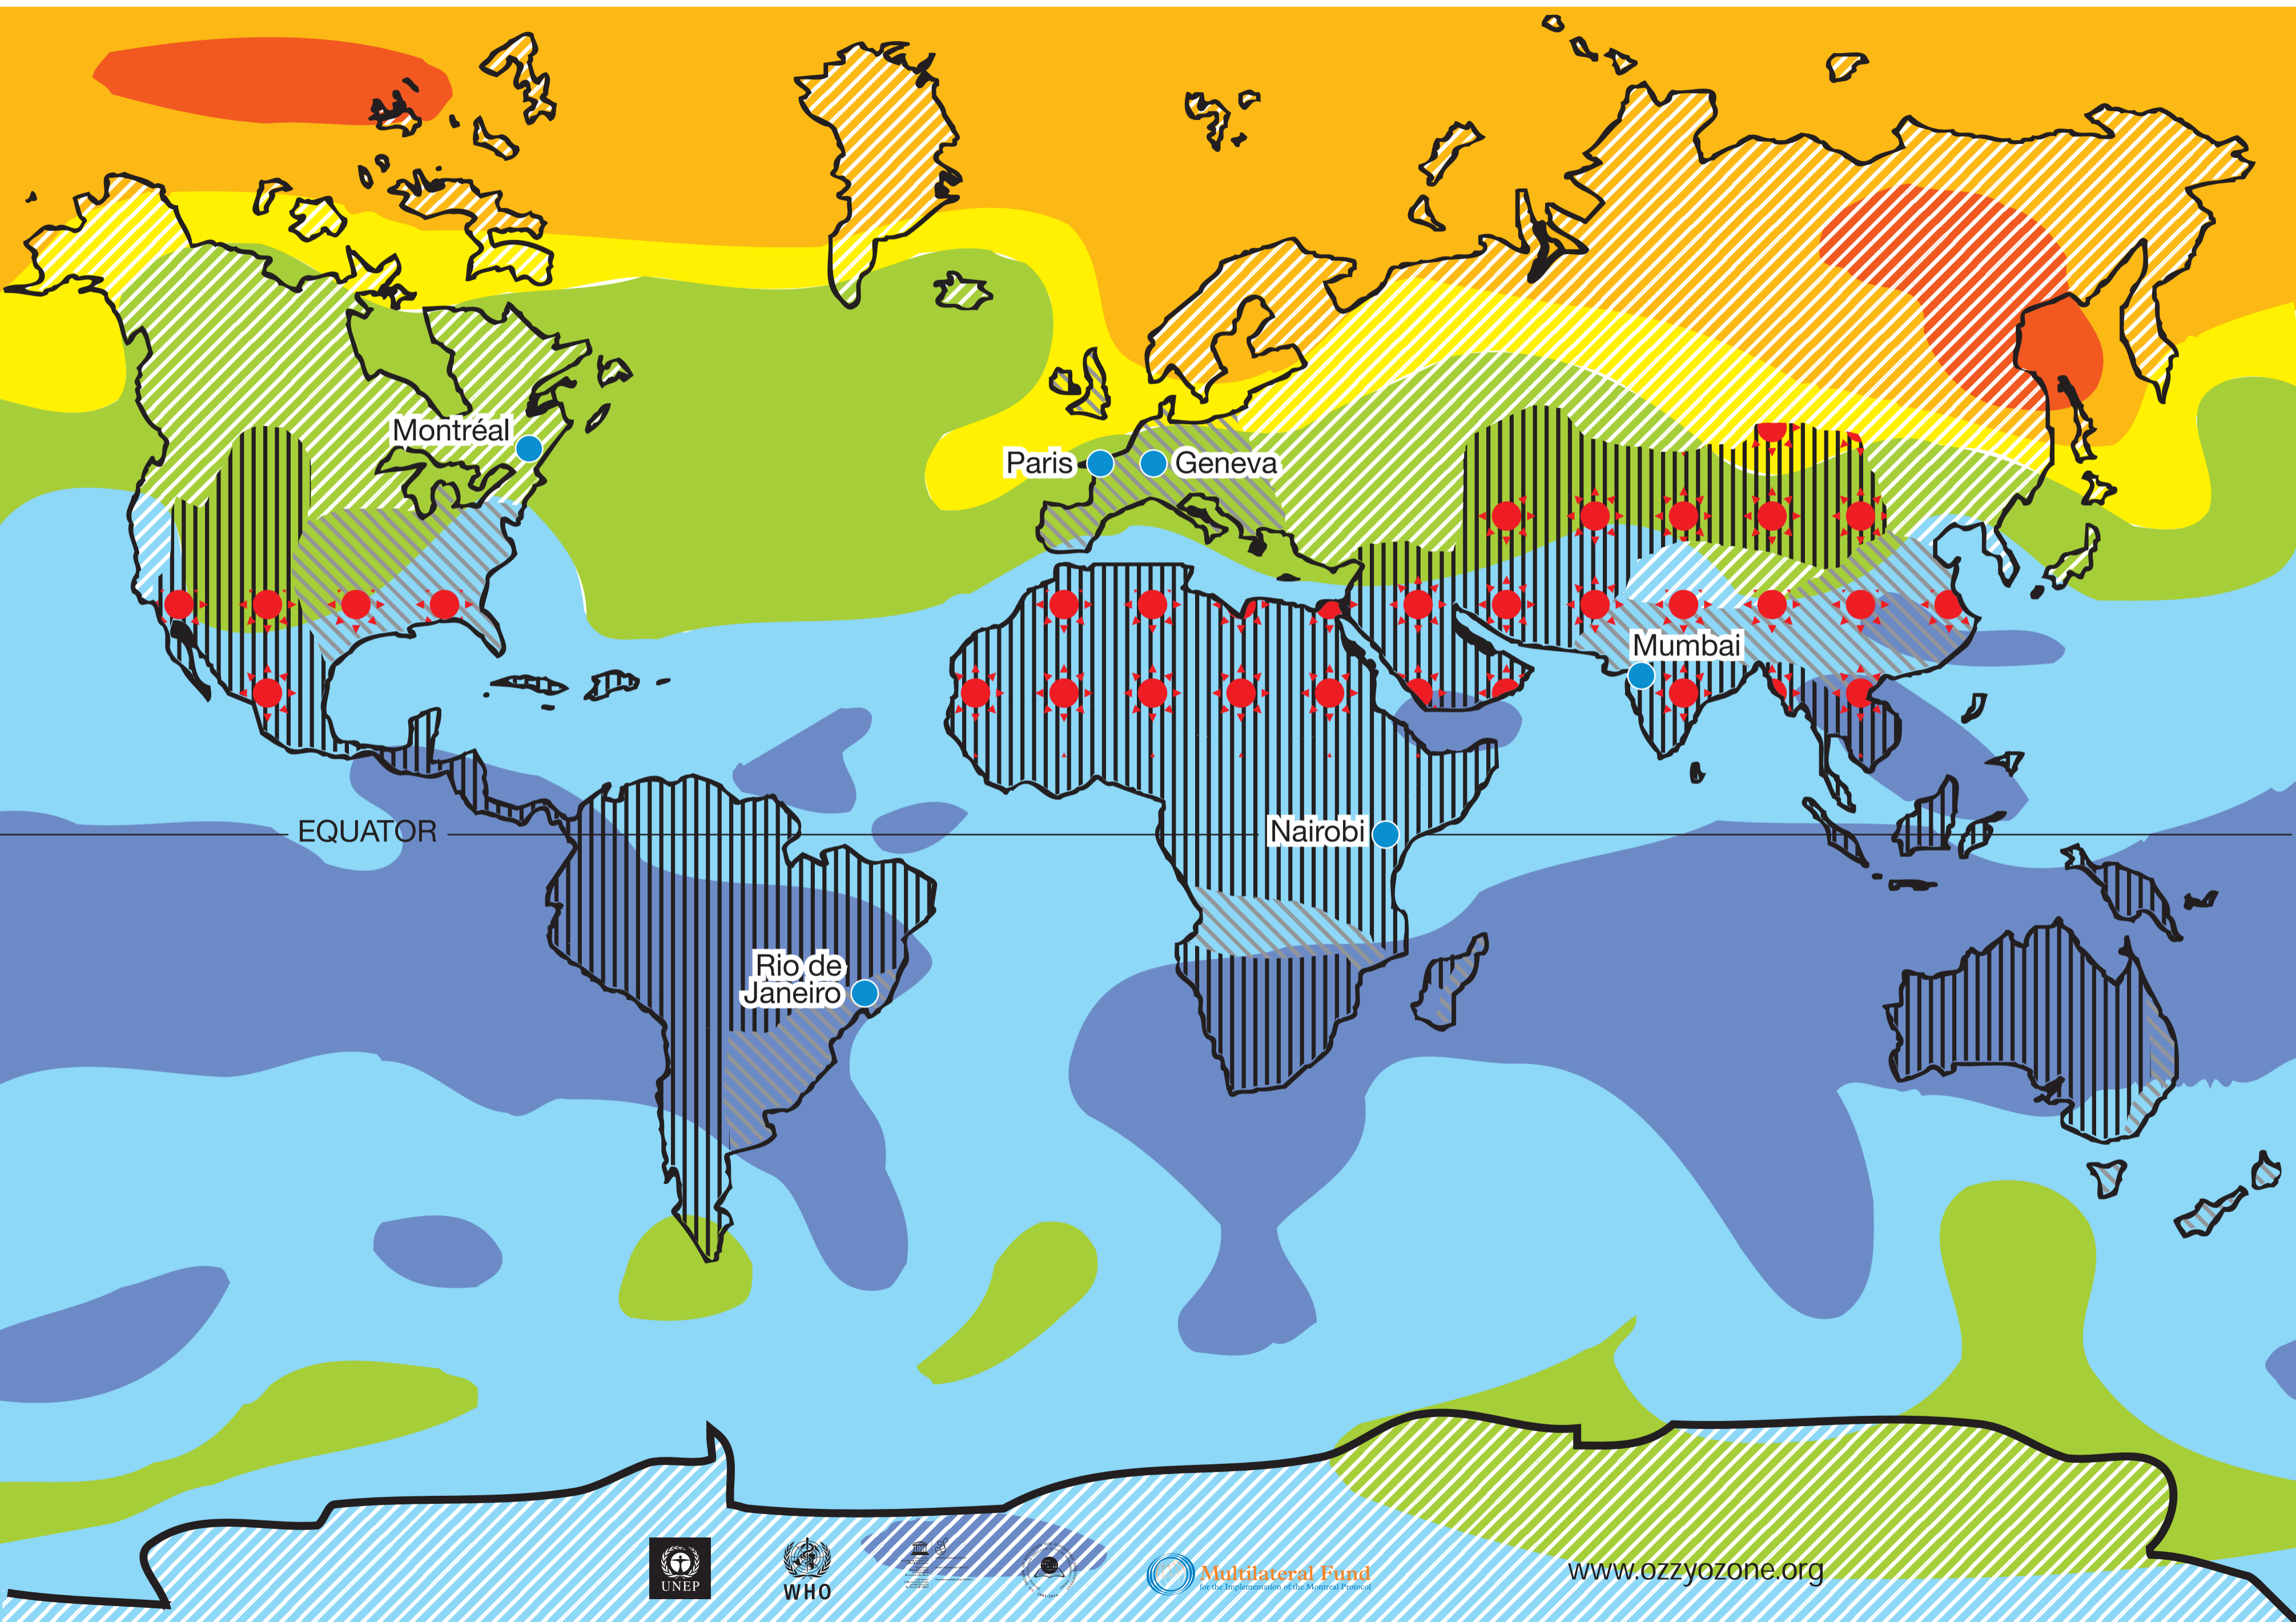 Montréal
Paris
Geneva
Mumbai
EQUATOR
Nairobi
Rio de
Janeiro
UNEP
WHO
Multilateral Fund
for the Implementation of the Montreal Protocol
www.ozzyozone.org